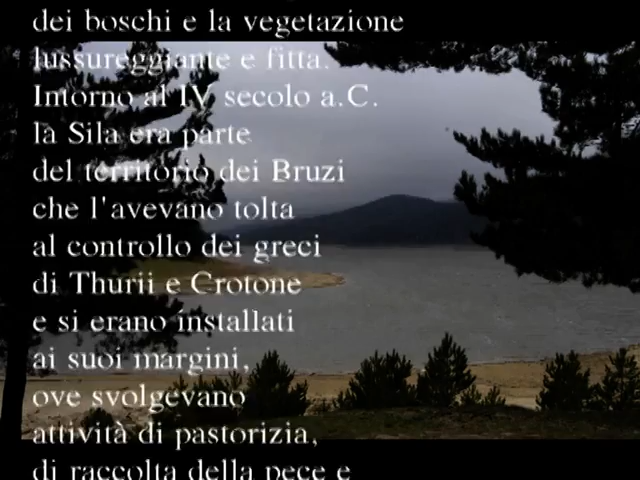 dei boschi e la vegetazione
lussureggiante e fitta.
Intorno al IV secolo a.C.
la Sila era parte
del territorio dei Bruzi
che l'avevano tolta
al controllo dei greci
di Thurii e Crotone
e si erano installati
ai suoi margini,
ove svolgevano
attività di pastorizia,
di raccolta della pece e